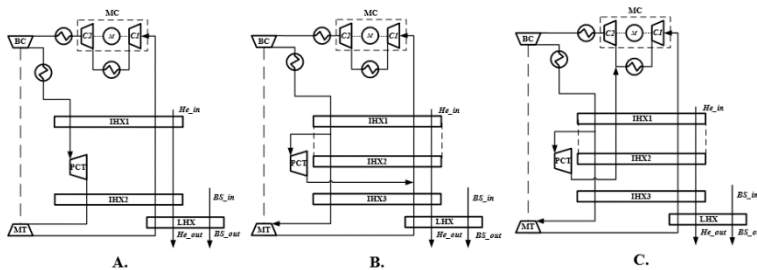 MC
BC
C2
M
C1
He_in
IHX1
PCT
IHX2
BS_in
LHX
MT
He_out
BS_out
A.
MC
BC
C2
M
C1
He_in
IHX1
PCT
IHX2
IHX3
BS_in
LHX
MT
He_out
BS_out
B.
MC
BC
C2
M
C1
He_in
IHX1
PCT
IHX2
IHX3
BS_in
LHX
MT
He_out
BS_out
C.